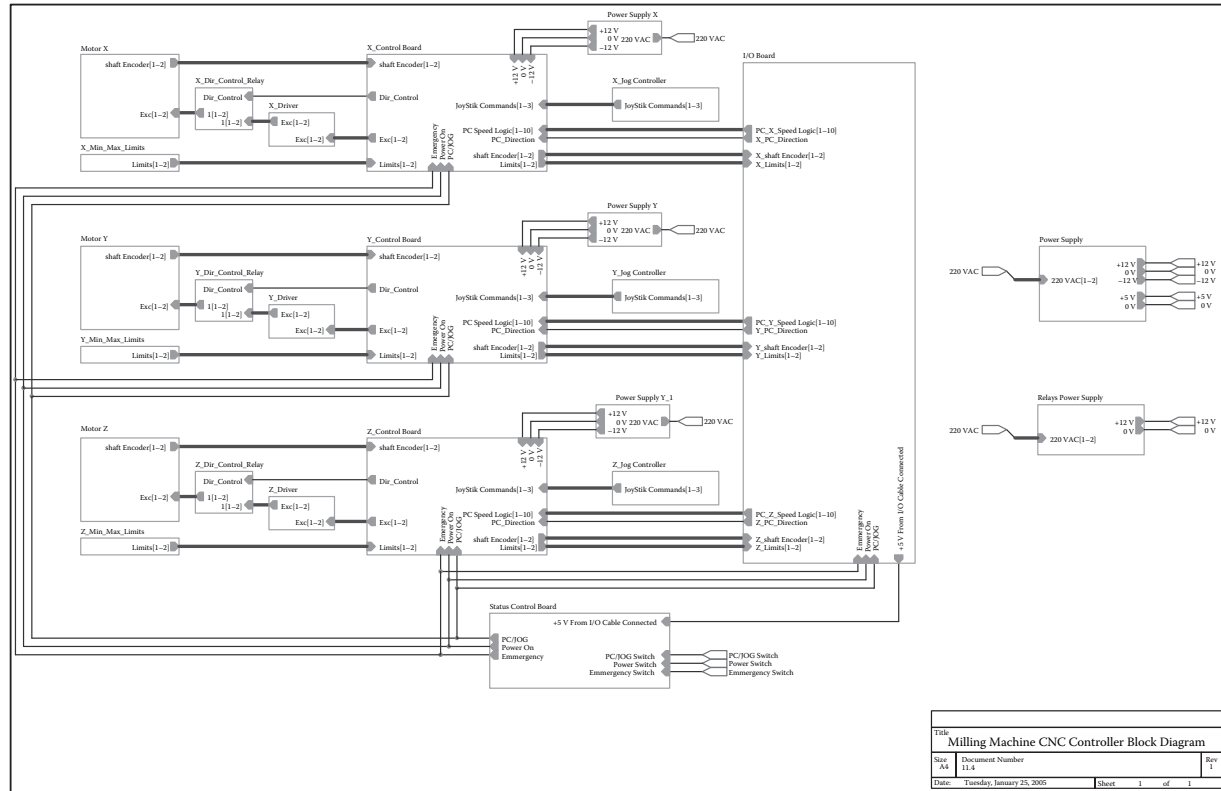 Power Supply X
+12 V
0 V 220 VAC
−12 V
220 VAC
Motor X
shaft Encoder[1−2]
Exc[1−2]
X_Dir_Control_Relay
Dir_Control
1[1−2]
1[1−2]
X_Driver
Exc[1−2]
Exc[1−2]
X_Min_Max_Limits
Limits[1−2]
X_Control Board
shaft Encoder[1−2]
+12 V
0 V
−12 V
Dir_Control
JoyStik Commands[1−3]
PC Speed Logic[1−10]
PC_Direction
Exc[1−2]
shaft Encoder[1−2]
Limits[1−2]
Limits[1−2]
Emergency
Power On
PC/JOG
X_Jog Controller
JoyStik Commands[1−3]
I/O Board
PC_X_Speed Logic[1−10]
X_PC_Direction
X_shaft Encoder[1−2]
X_Limits[1−2]
Power Supply Y
+12 V
0 V 220 VAC
−12 V
220 VAC
Motor Y
shaft Encoder[1−2]
Exc[1−2]
Y_Dir_Control_Relay
Dir_Control
1[1−2]
1[1−2]
Y_Driver
Exc[1−2]
Exc[1−2]
Y_Min_Max_Limits
Limits[1−2]
Y_Control Board
shaft Encoder[1−2]
+12 V
0 V
−12 V
Dir_Control
JoyStik Commands[1−3]
PC Speed Logic[1−10]
PC_Direction
Exc[1−2]
shaft Encoder[1−2]
Limits[1−2]
Limits[1−2]
Emergency
Power On
PC/JOG
Y_Jog Controller
JoyStik Commands[1−3]
PC_Y_Speed Logic[1−10]
Y_PC_Direction
Y_shaft Encoder[1−2]
Y_Limits[1−2]
Power Supply
220 VAC
220 VAC[1−2]
+12 V
0 V
−12 V
+5 V
0 V
+12 V
0 V
−12 V
+5 V
0 V
Power Supply Y_1
+12 V
0 V 220 VAC
−12 V
220 VAC
Motor Z
shaft Encoder[1−2]
Exc[1−2]
Z_Dir_Control_Relay
Dir_Control
1[1−2]
1[1−2]
Z_Driver
Exc[1−2]
Exc[1−2]
Z_Min_Max_Limits
Limits[1−2]
Z_Control Board
shaft Encoder[1−2]
+12 V
0 V
−12 V
Dir_Control
JoyStik Commands[1−3]
PC Speed Logic[1−10]
PC_Direction
Exc[1−2]
shaft Encoder[1−2]
Limits[1−2]
Limits[1−2]
Emergency
Power On
PC/JOG
Z_Jog Controller
JoyStik Commands[1−3]
PC_Z_Speed Logic[1−10]
Z_PC_Direction
Z_shaft Encoder[1−2]
Z_Limits[1−2]
Emmergency
Power On
PC/JOG
+5 V From I/O Cable Connected
Relays Power Supply
220 VAC
220 VAC[1−2]
+12 V
0 V
+12 V
0 V
Status Control Board
+5 V From I/O Cable Connected
PC/JOG
Power On
Emmergency
PC/JOG Switch
Power Switch
Emmergency Switch
PC/JOG Switch
Power Switch
Emmergency Switch
Title
Milling Machine CNC Controller Block Diagram
Size
A4
Document Number
11.4
Rev
1
Date: Tuesday, January 25, 2005 Sheet 1 of 1